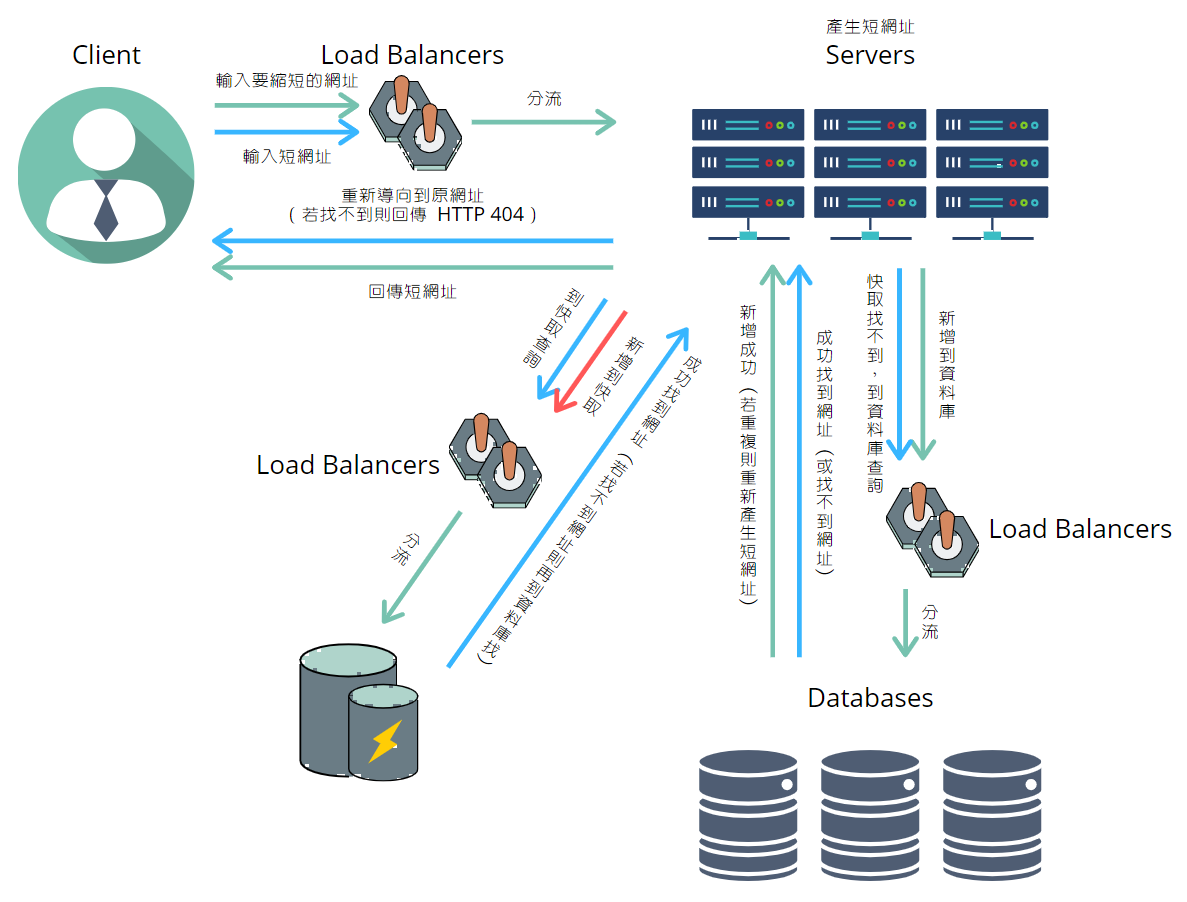 產生短網址
Client
Load Balancers
Servers
輸入要縮短的網址
分流
輸入短網址
重新導向到原網址
( 若找不到則回傳 HTTP 404 )
回傳短網址
到快取查詢
新增到快取
成功找到網址 (若找不到網址則再到資料庫找)
新增成功 (若重複則重新產生短網址)
成功找到網址 (或找不到網址)
快取找不到，到資料庫查詢
新增到資料庫
Load Balancers
分流
Load Balancers
分流
Databases